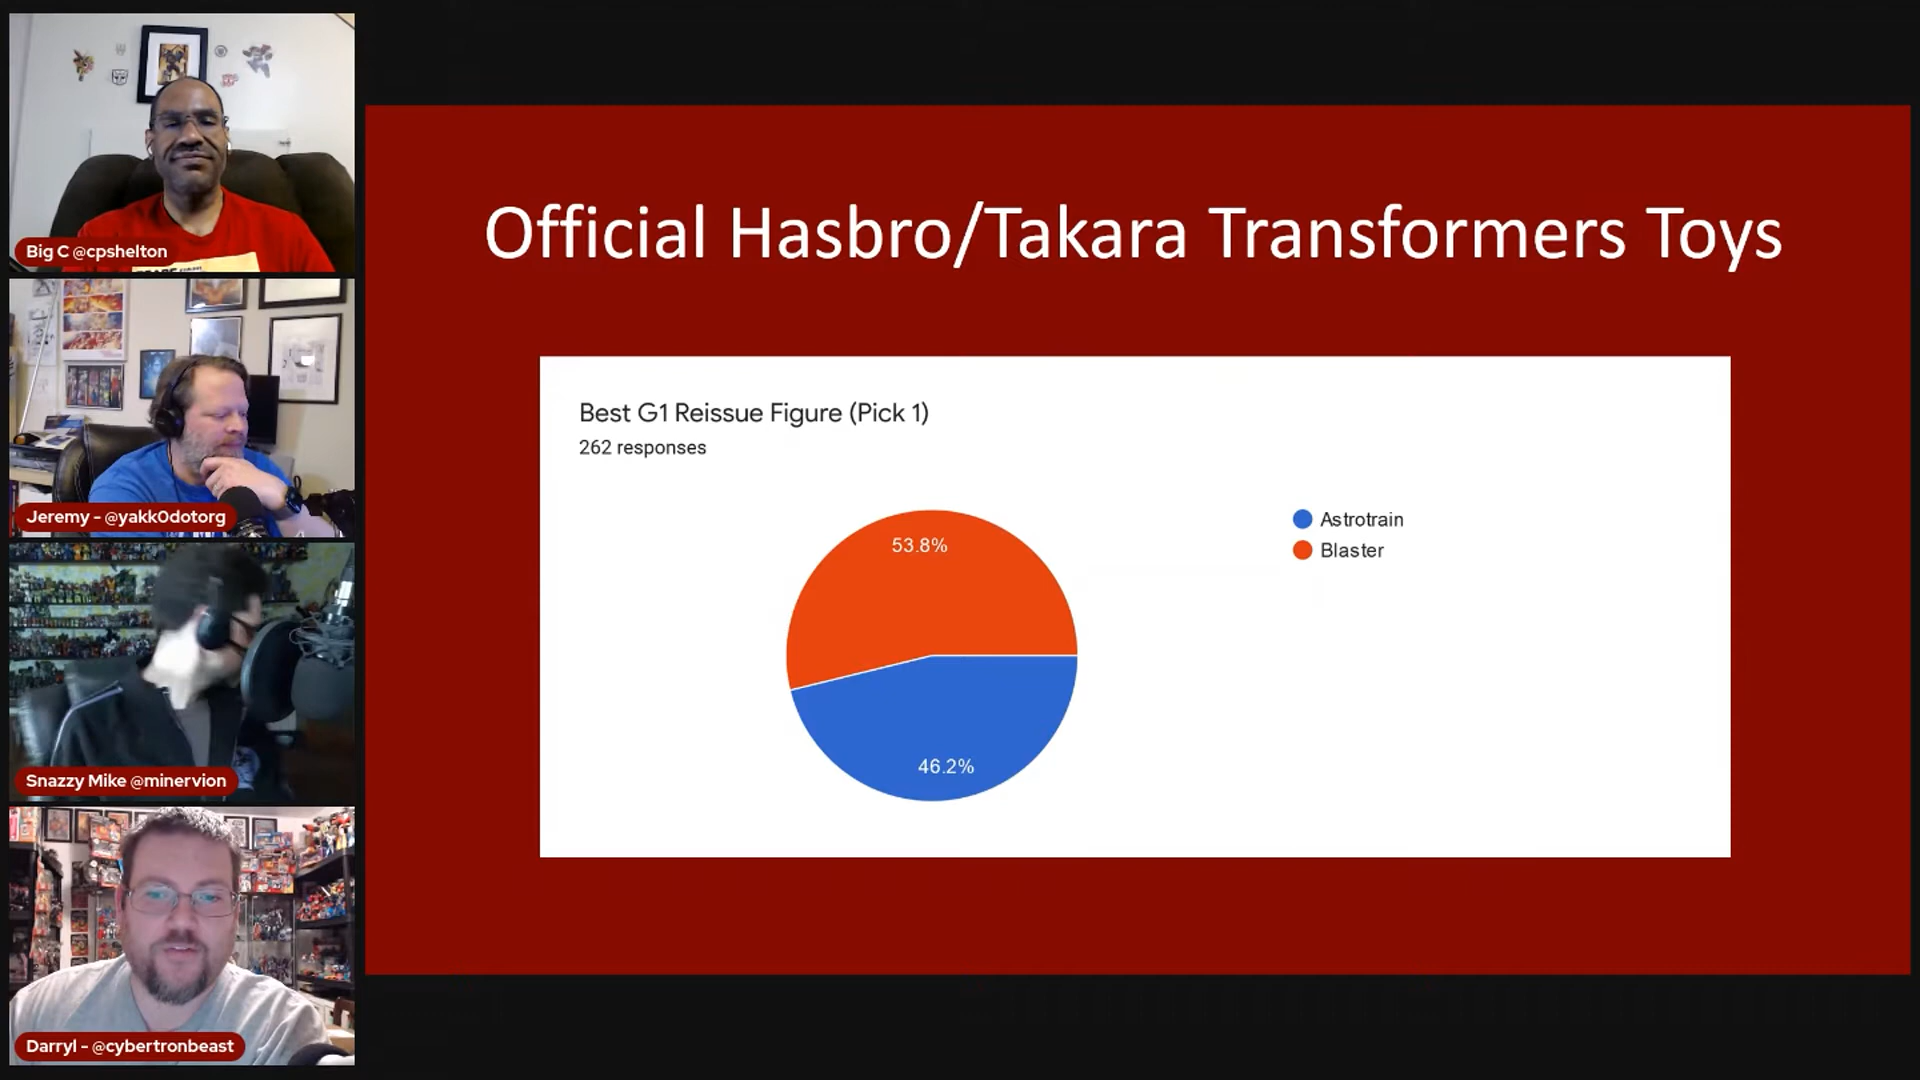 Big C @cpshelton
Jeremy - @yakk0dotorg
Snazzy Mike @minervion
Darryl - @cybertronbeast
Official Hasbro/Takara Transformers Toys
Best G1 Reissue Figure (Pick 1)
262 responses
53.8%
46.2%
Astrotrain
Blaster